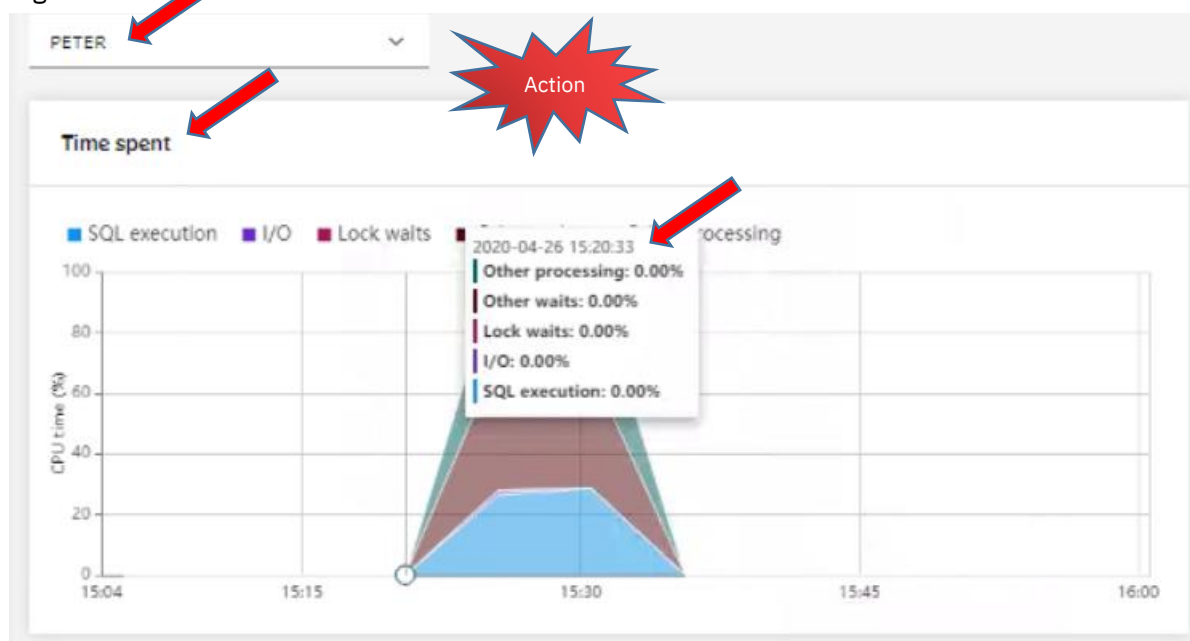 PETER
Action
Time spent
SQL execution I/O Lock waits
2020-04-26 15:20:33
Other processing: 0.00%
Other waits: 0.00%
Lock waits: 0.00%
I/O: 0.00%
SQL execution: 0.00%
CPU time (%)
100
80
60
40
20
0
15:04 15:15 15:30 15:45 16:00